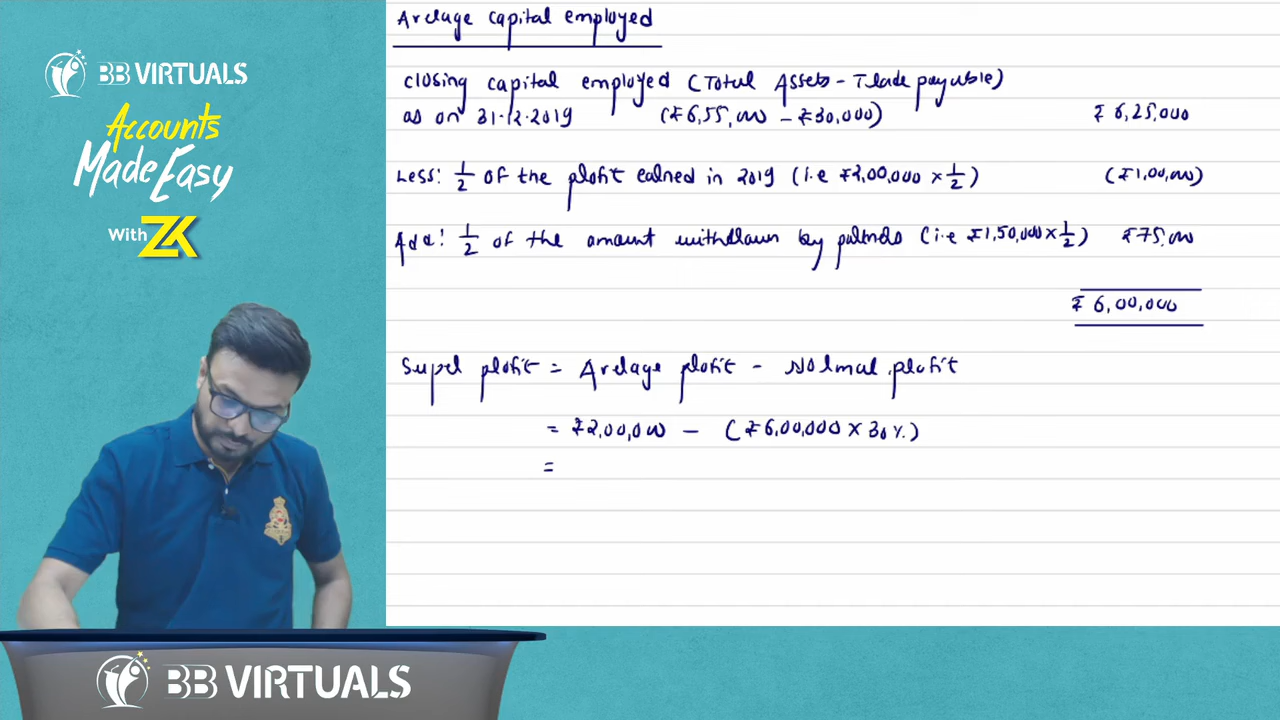 BB VIRTUALS
Accounts
Made Easy
With ZK
Average capital employed
closing capital employed (Total Assets - Trade payable)
as on 31.12.2019 (₹6,55,000 - ₹30,000) ₹ 6,25,000
Less: 1/2 of the profit earned in 2019 (i.e ₹2,00,000 × 1/2) (₹1,00,000)
Add: 1/2 of the amount withdrawn by partners (i.e ₹1,50,000 × 1/2) ₹75,000
₹ 6,00,000
Super profit = Average profit - Normal profit
= ₹2,00,000 - (₹6,00,000 × 30%)
=
BB VIRTUALS